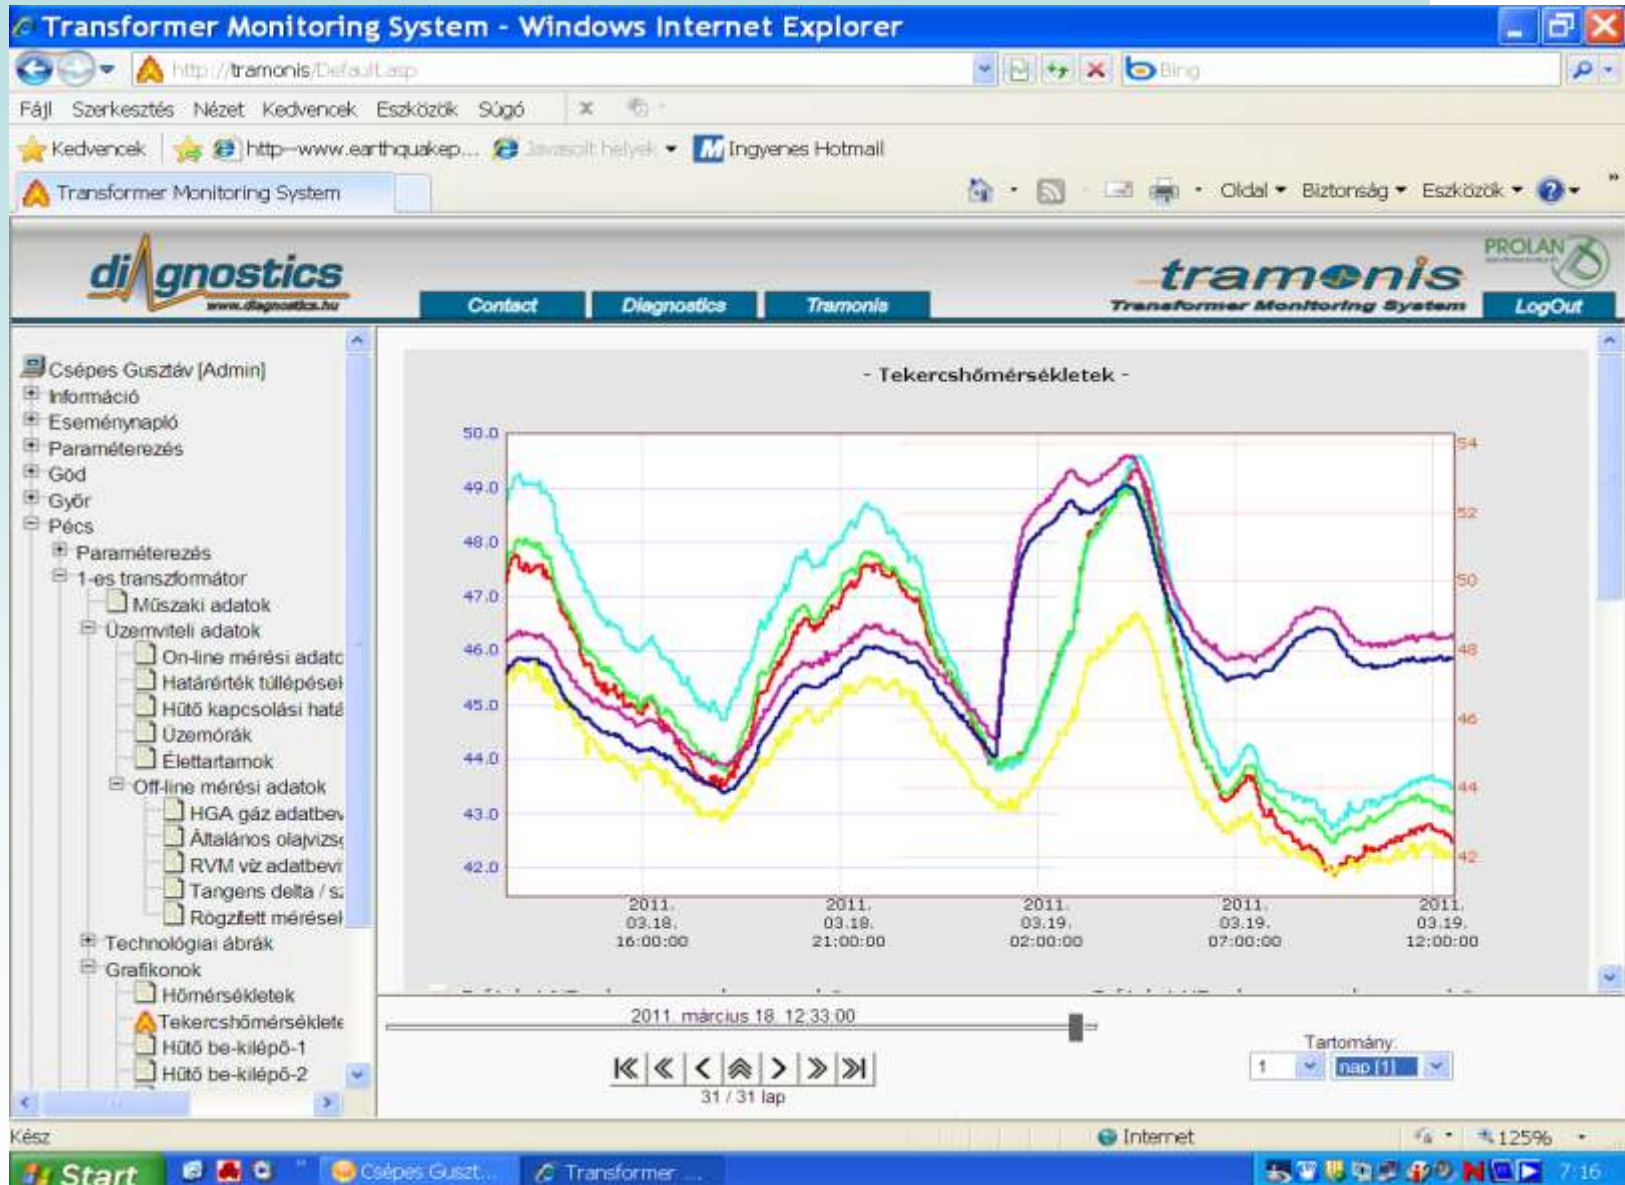 Transformer Monitoring System - Windows Internet Explorer
http://tramonis/Default.asp
Bing
Fájl Szerkesztés Nézet Kedvencek Eszközök Súgó
Kedvencek http--www.earthquakep... Javasolt helyek Ingyenes Hotmail
Transformer Monitoring System
Oldal Biztonság Eszközök
diagnostics
www.diagnostics.hu
Contact Diagnostics Tramonis
tramonis
Transformer Monitoring System
PROLAN
LogOut
Csépes Gusztáv [Admin]
Információ
Eseménynapló
Paraméterezés
Göd
Győr
Pécs
Paraméterezés
1-es transzformátor
Műszaki adatok
Üzemviteli adatok
On-line mérési adatc
Határérték túllépések
Hűtő kapcsolási hatá
Üzemórák
Élettartamok
Off-line mérési adatok
HGA gáz adatbev
Általános olajvizsg
RVM víz adatbevi
Tangens delta / sz
Rögzített mérések
Technológiai ábrák
Grafikonok
Hőmérsékletek
Tekercshőmérséklete
Hűtő be-kilépő-1
Hűtő be-kilépő-2
- Tekercshőmérsékletek -
50.0
49.0
48.0
47.0
46.0
45.0
44.0
43.0
42.0
54
52
50
48
46
44
42
2011. 2011. 2011. 2011. 2011.
03.18. 03.18. 03.19. 03.19. 03.19.
16:00:00 21:00:00 02:00:00 07:00:00 12:00:00
2011. március 18. 12:33:00
31 / 31 lap
Tartomány:
1 nap [1]
Kész
Internet
125%
Start Csépes Guszt... Transformer ...
7:16